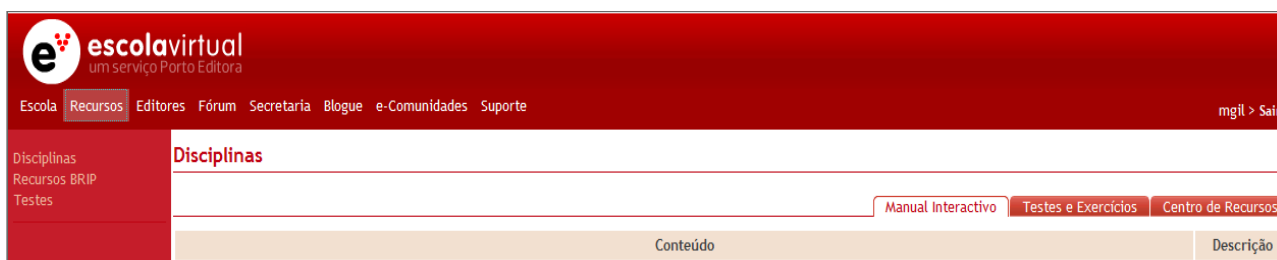 escolavirtual
um serviço Porto Editora
Escola Recursos Editores Fórum Secretaria Blogue e-Comunidades Suporte
mgil > Sair
Disciplinas
Recursos BRIP
Testes
Disciplinas
Manual Interactivo Testes e Exercícios Centro de Recursos
Conteúdo Descrição